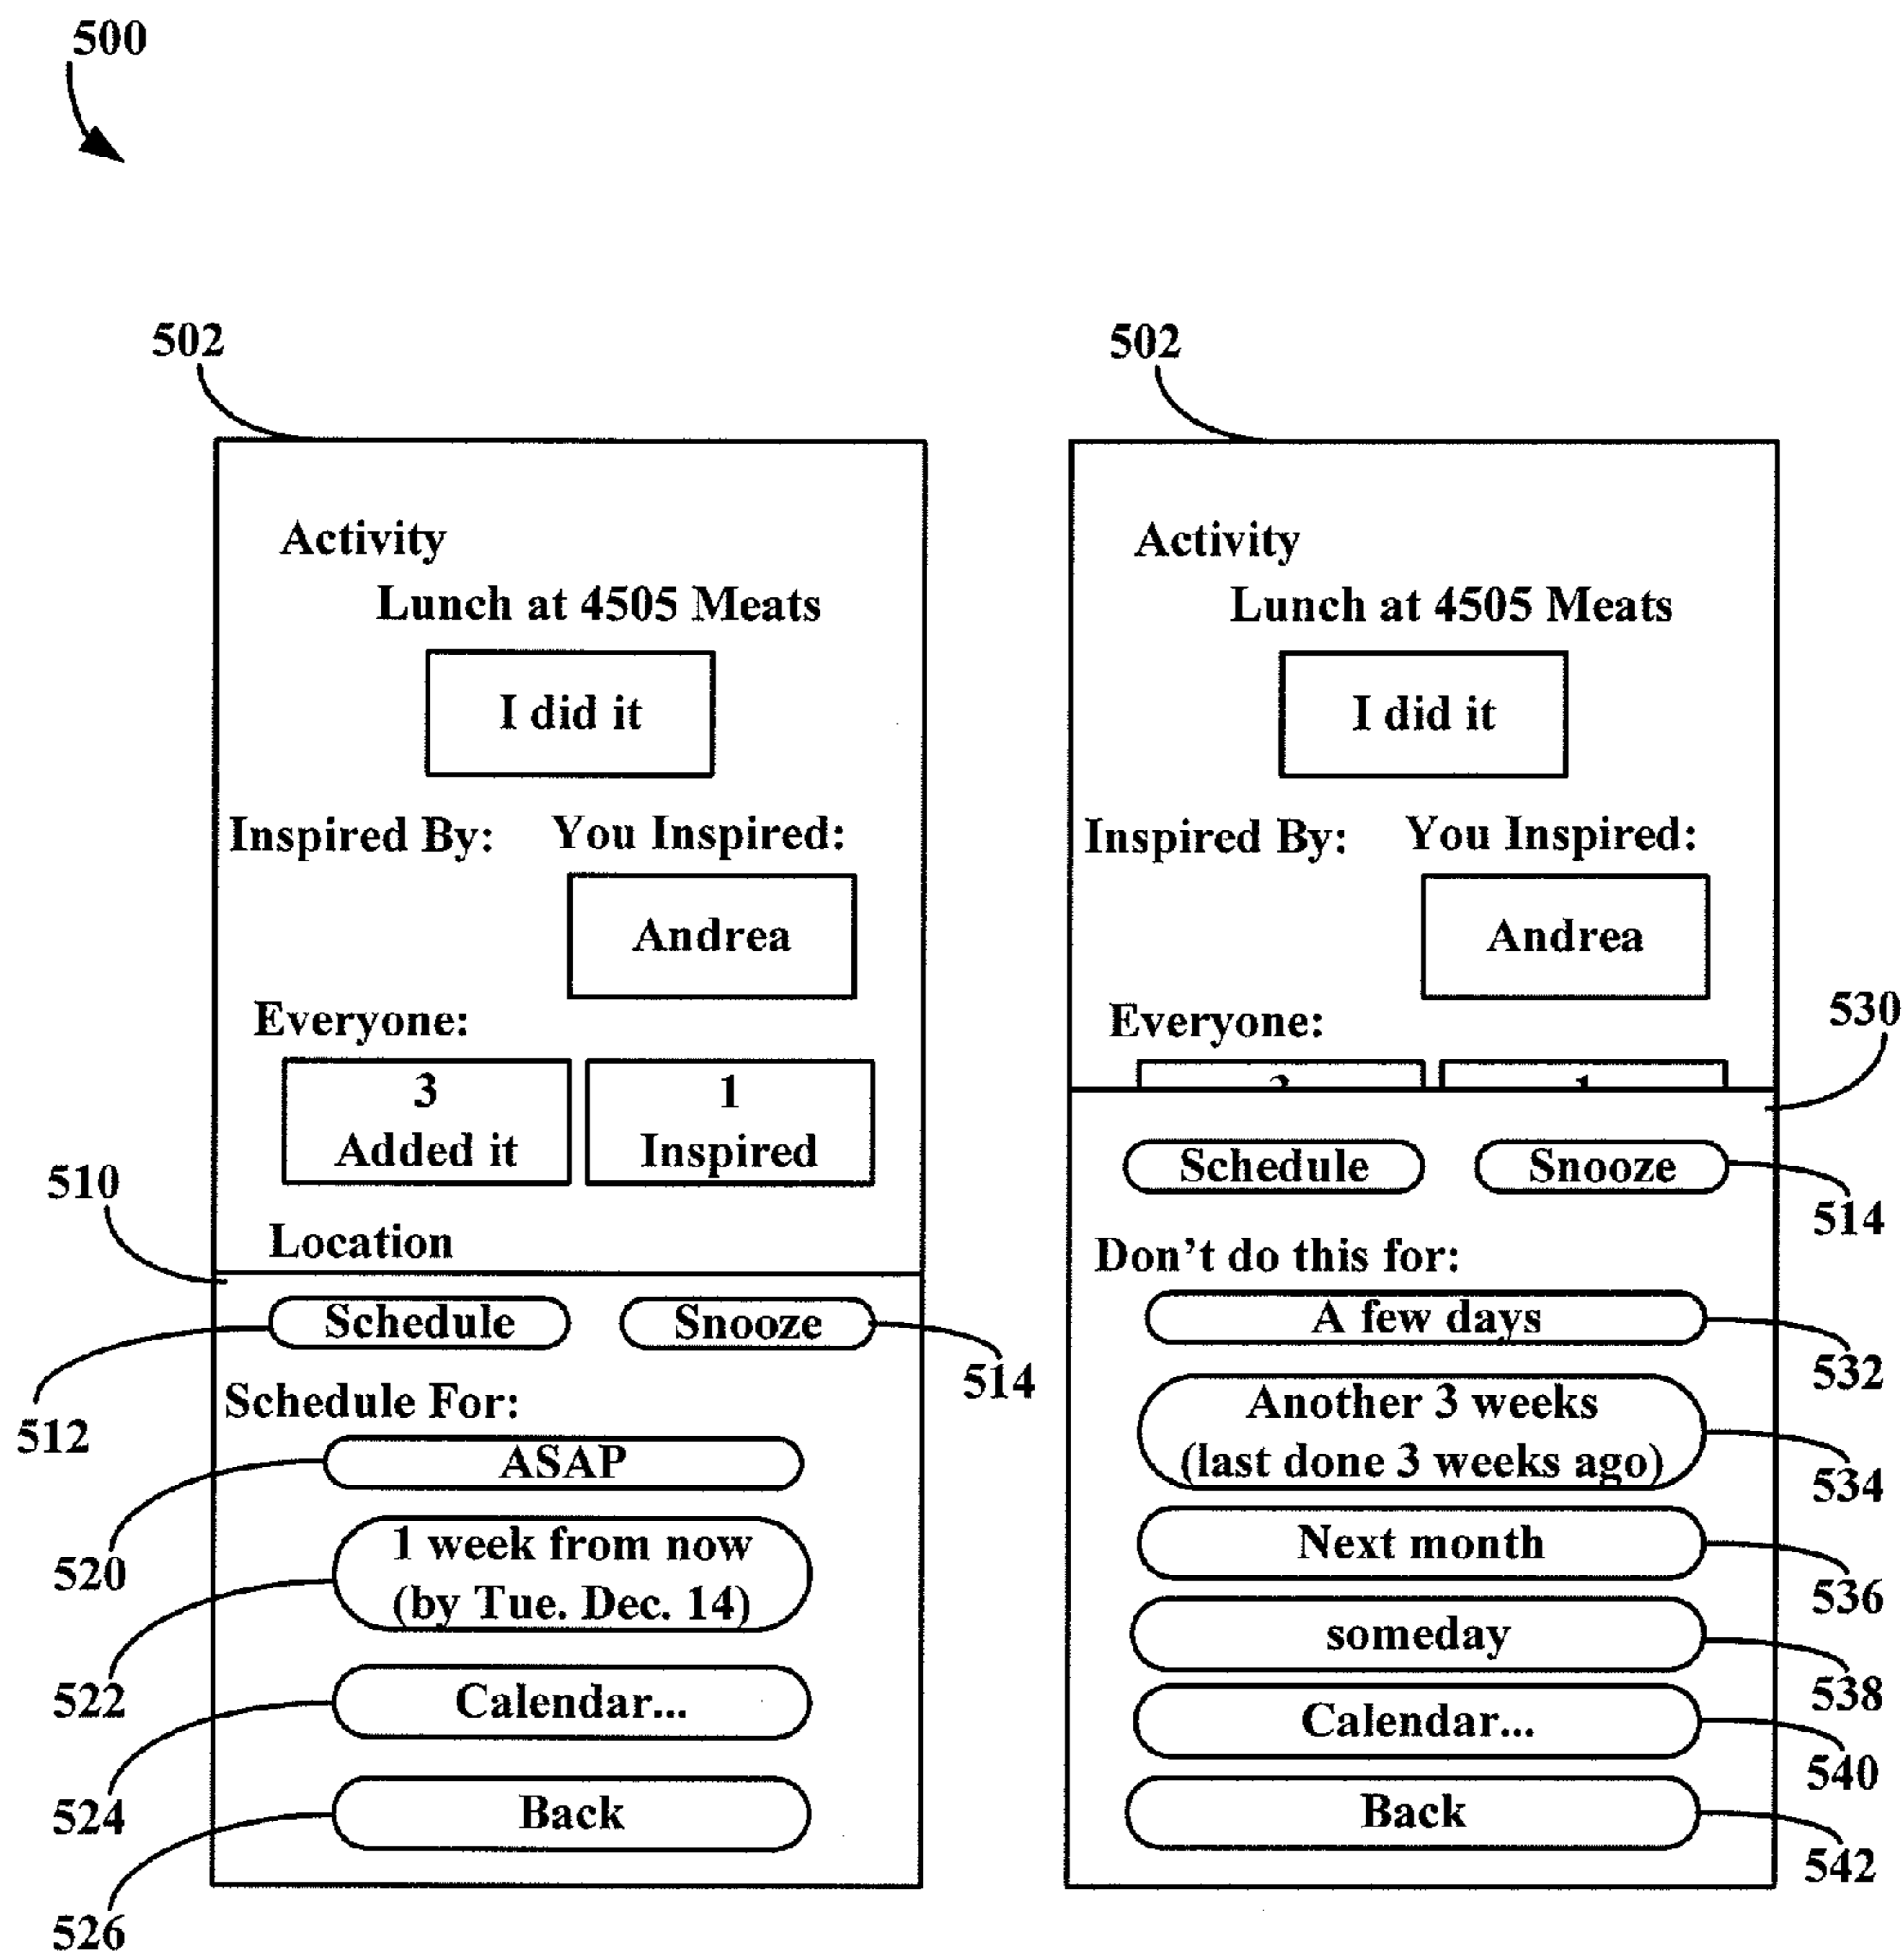 500
502
Activity
Lunch at 4505 Meats
I did it
Inspired By: You Inspired:
Andrea
Everyone:
3
Added it
1
Inspired
510
Location
Schedule
Snooze
512
514
Schedule For:
ASAP
520
1 week from now
(by Tue. Dec. 14)
522
Calendar...
524
Back
526
502
Activity
Lunch at 4505 Meats
I did it
Inspired By: You Inspired:
Andrea
Everyone:
530
Schedule
Snooze
514
Don't do this for:
A few days
532
Another 3 weeks
(last done 3 weeks ago)
534
Next month
536
someday
538
Calendar...
540
Back
542